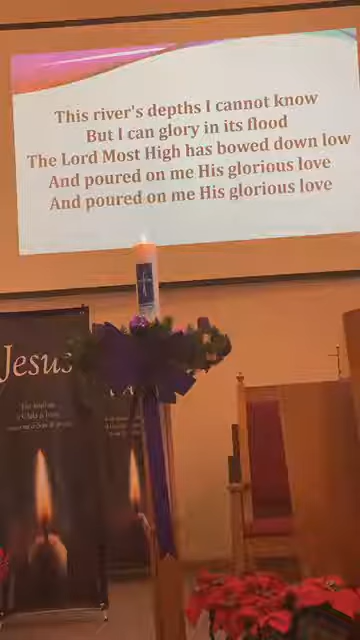 This river's depths I cannot know
But I can glory in its flood
The Lord Most High has bowed down low
And poured on me His glorious love
And poured on me His glorious love
Jesus